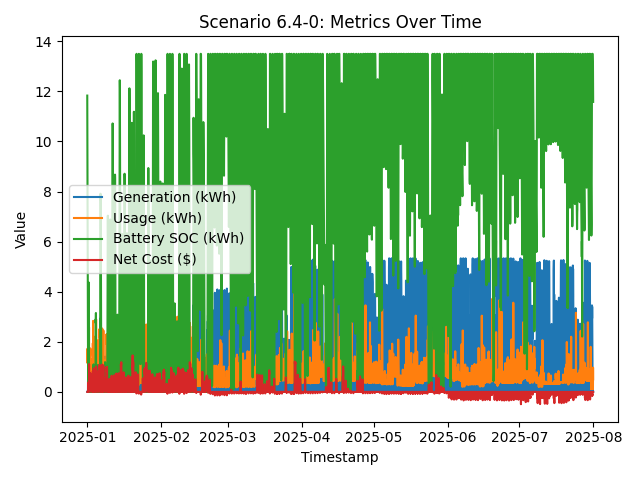 Scenario 6.4-0: Metrics Over Time
14
12
10
8
6
4
2
0
Value
Generation (kWh)
Usage (kWh)
Battery SOC (kWh)
Net Cost ($)
2025-01 2025-02 2025-03 2025-04 2025-05 2025-06 2025-07 2025-08
Timestamp